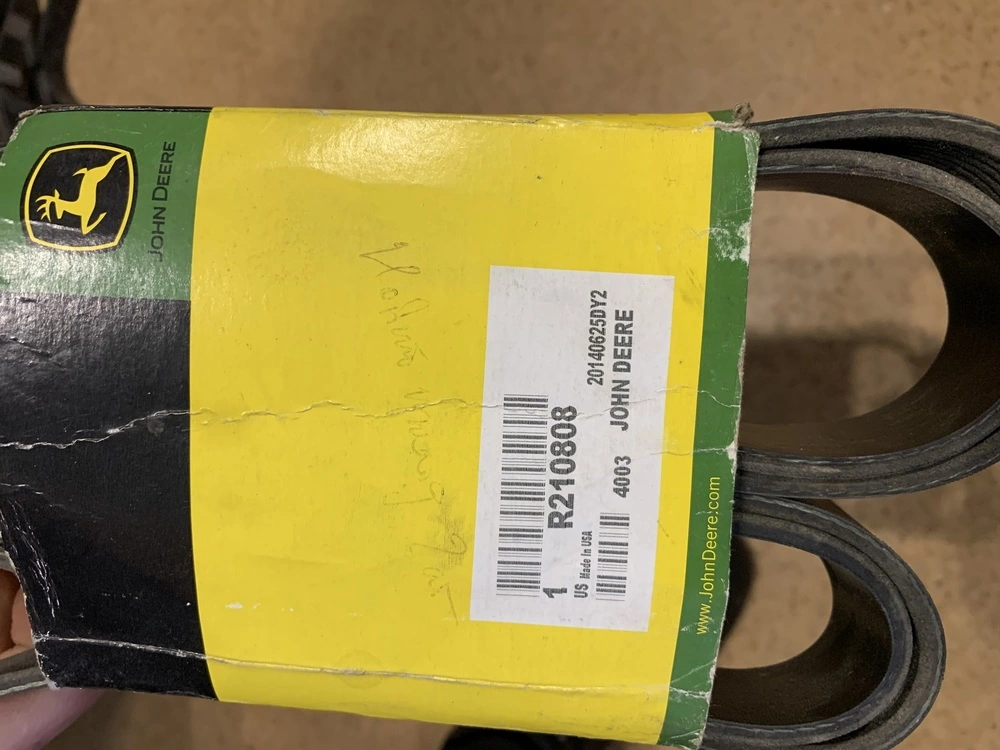 JOHN DEERE
1 R210808
US Made In USA 20140625DY2
4003 JOHN DEERE
www.JohnDeere.com